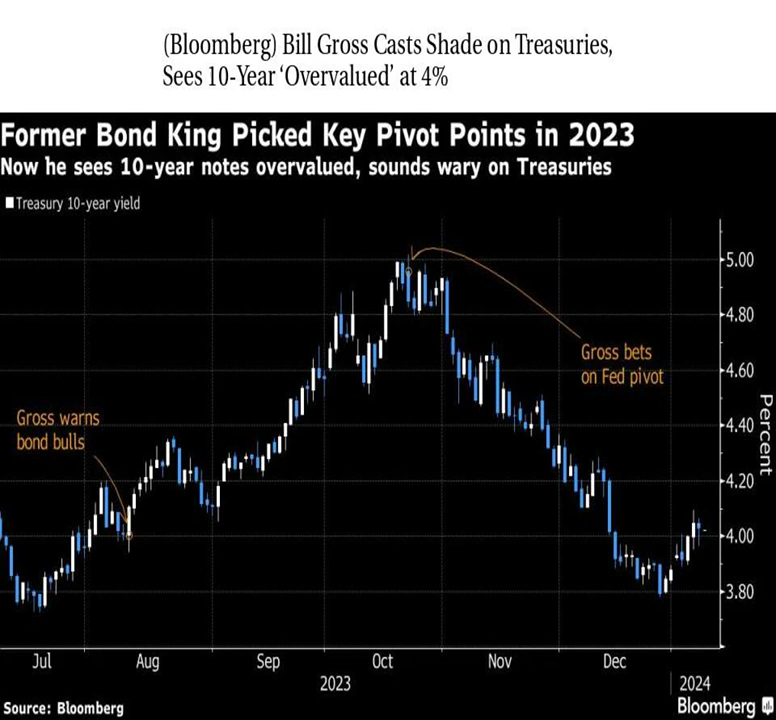 (Bloomberg) Bill Gross Casts Shade on Treasuries,
Sees 10-Year ‘Overvalued’ at 4%
Former Bond King Picked Key Pivot Points in 2023
Now he sees 10-year notes overvalued, sounds wary on Treasuries
Treasury 10-year yield
5.00
4.80
Gross bets
on Fed pivot
4.60
Gross warns
bond bulls
4.40
4.20
4.00
3.80
Percent
Jul Aug Sep Oct Nov Dec
2023 2024
Source: Bloomberg
Bloomberg